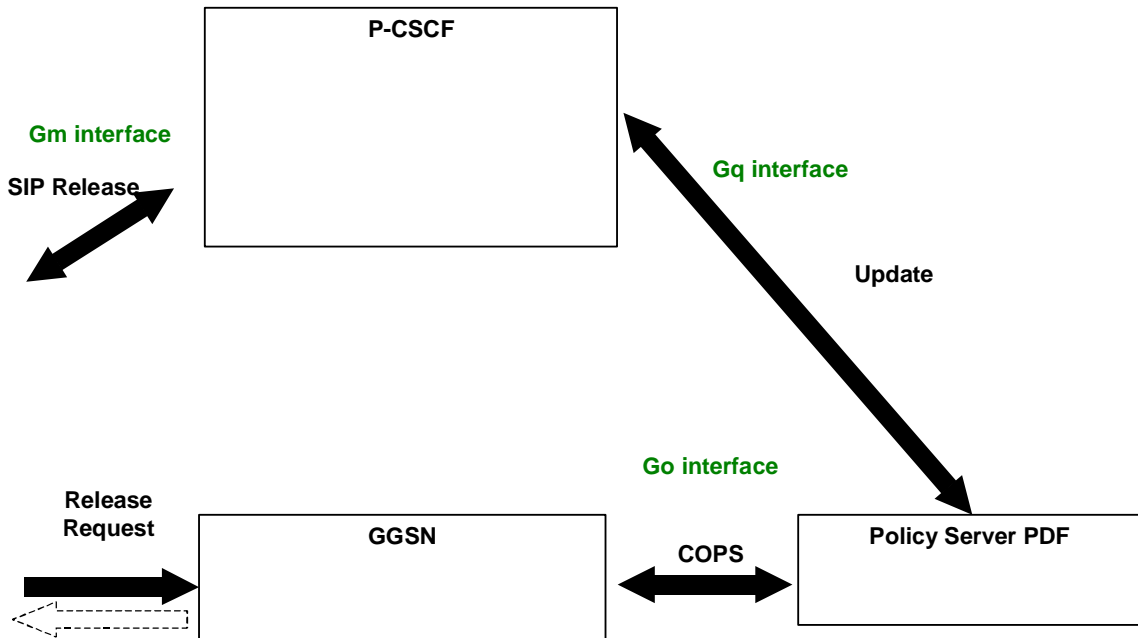 P-CSCF
Gm interface
SIP Release
Gq interface
Update
Go interface
Release
Request
GGSN
COPS
Policy Server PDF